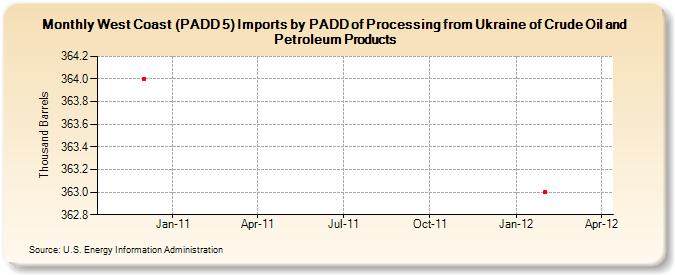 Monthly West Coast (PADD 5) Imports by PADD of Processing from Ukraine of Crude Oil and
Petroleum Products
Thousand Barrels
364.2
364.0
363.8
363.6
363.4
363.2
363.0
362.8
Jan-11
Apr-11
Jul-11
Oct-11
Jan-12
Apr-12
Source: U.S. Energy Information Administration